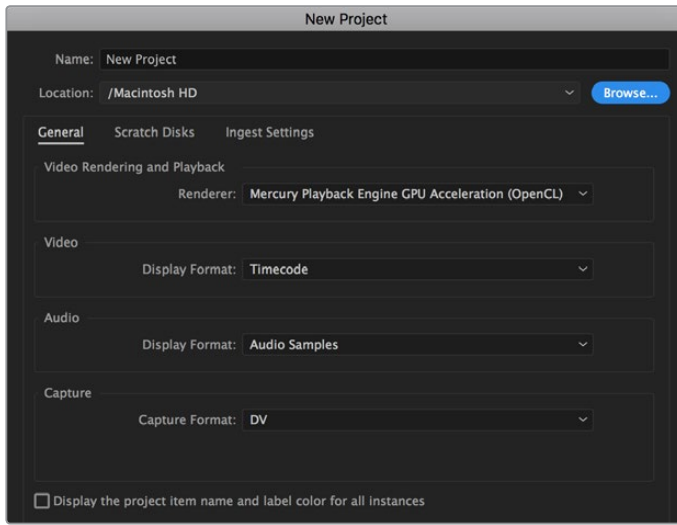 New Project
Name: New Project
Location: /Macintosh HD Browse...
General Scratch Disks Ingest Settings
Video Rendering and Playback
Renderer: Mercury Playback Engine GPU Acceleration (OpenCL)
Video
Display Format: Timecode
Audio
Display Format: Audio Samples
Capture
Capture Format: DV
Display the project item name and label color for all instances